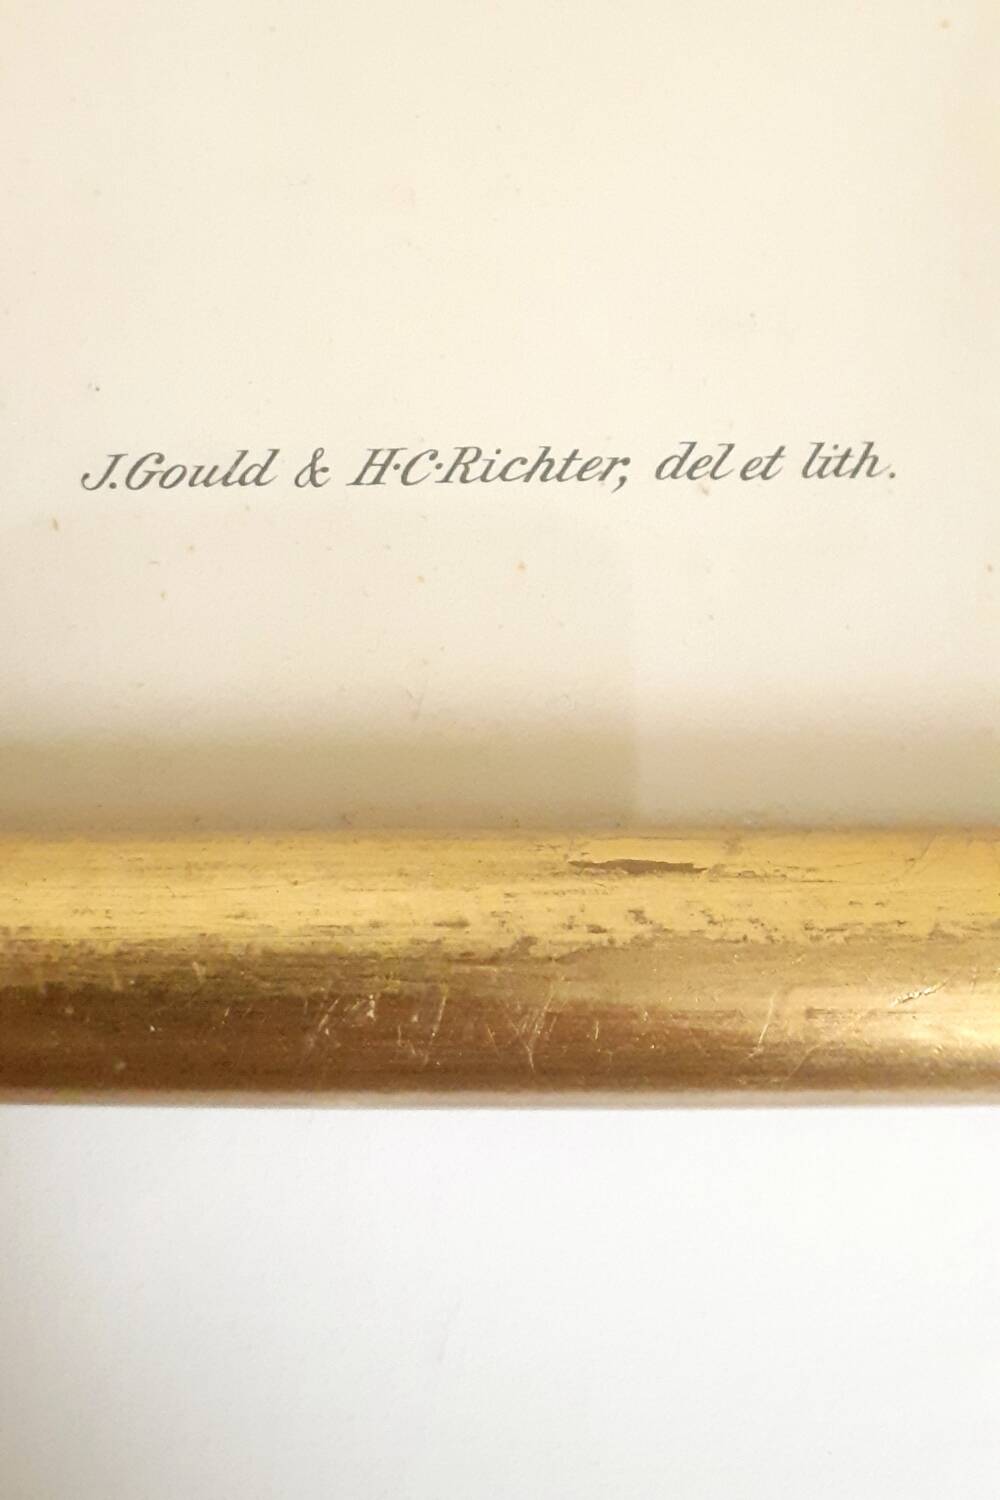 J. Gould & H.C. Richter, del et lith.